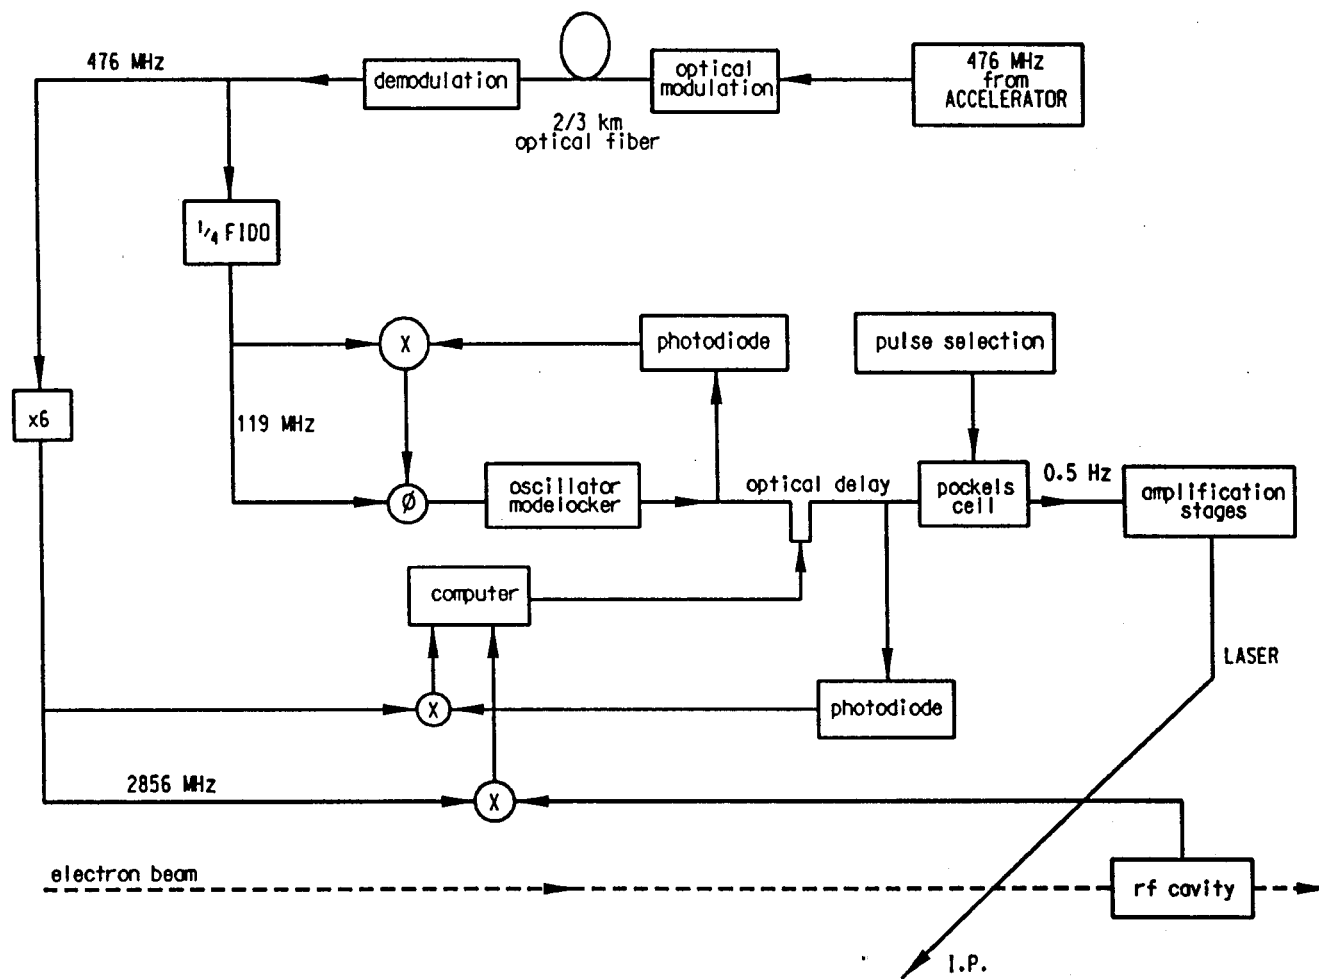 476 MHz
demodulation
optical
modulation
476 MHz
from
ACCELERATOR
2/3 km
optical fiber
1/4 FIDO
X
photodiode
pulse selection
x6
119 MHz
Ø
oscillator
modelocker
optical delay
pockels
cell
0.5 Hz
amplification
stages
computer
LASER
X
photodiode
2856 MHz
X
electron beam
rf cavity
I.P.